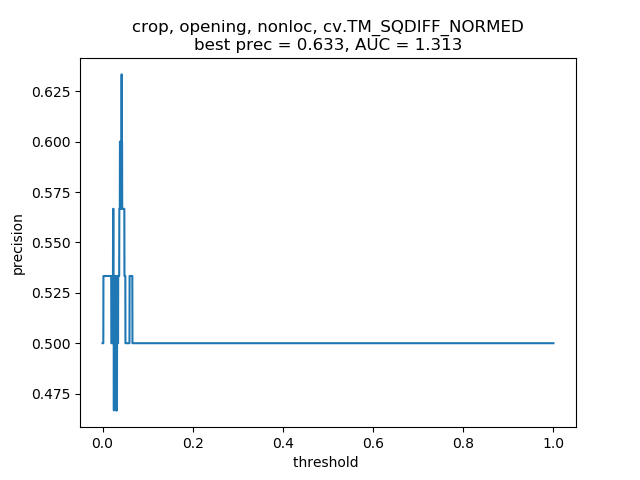 crop, opening, nonloc, cv.TM_SQDIFF_NORMED
best prec = 0.633, AUC = 1.313
0.625
0.600
0.575
0.550
0.525
0.500
0.475
precision
0.0 0.2 0.4 0.6 0.8 1.0
threshold